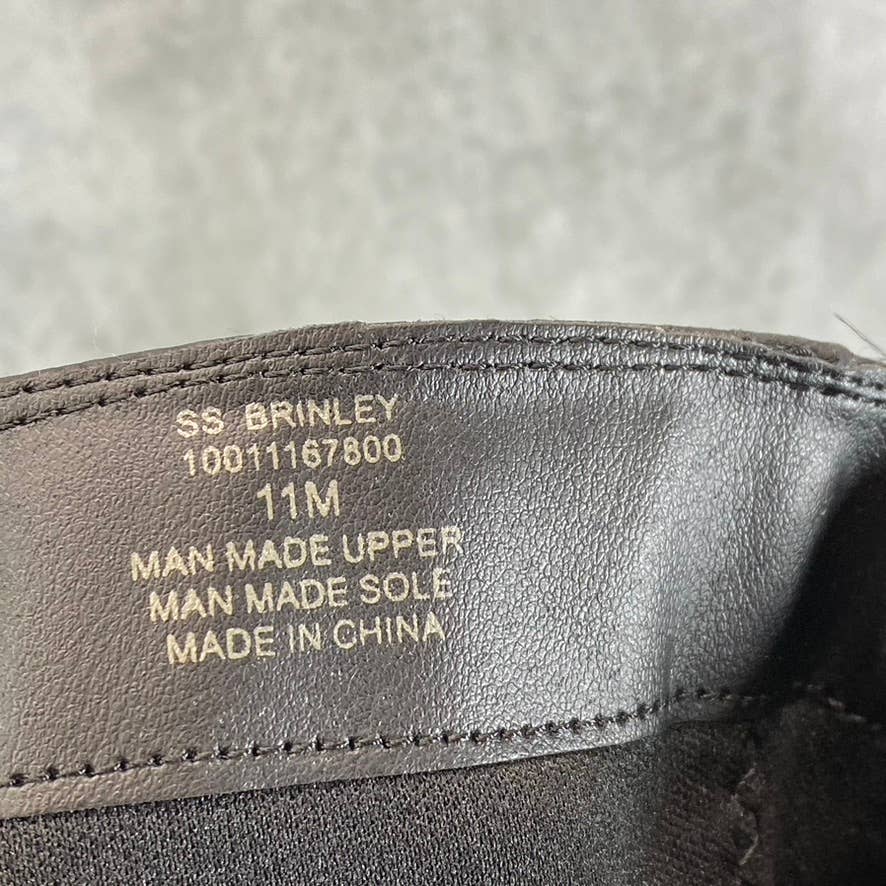 SS BRINLEY
10011167800
11M
MAN MADE UPPER
MAN MADE SOLE
MADE IN CHINA